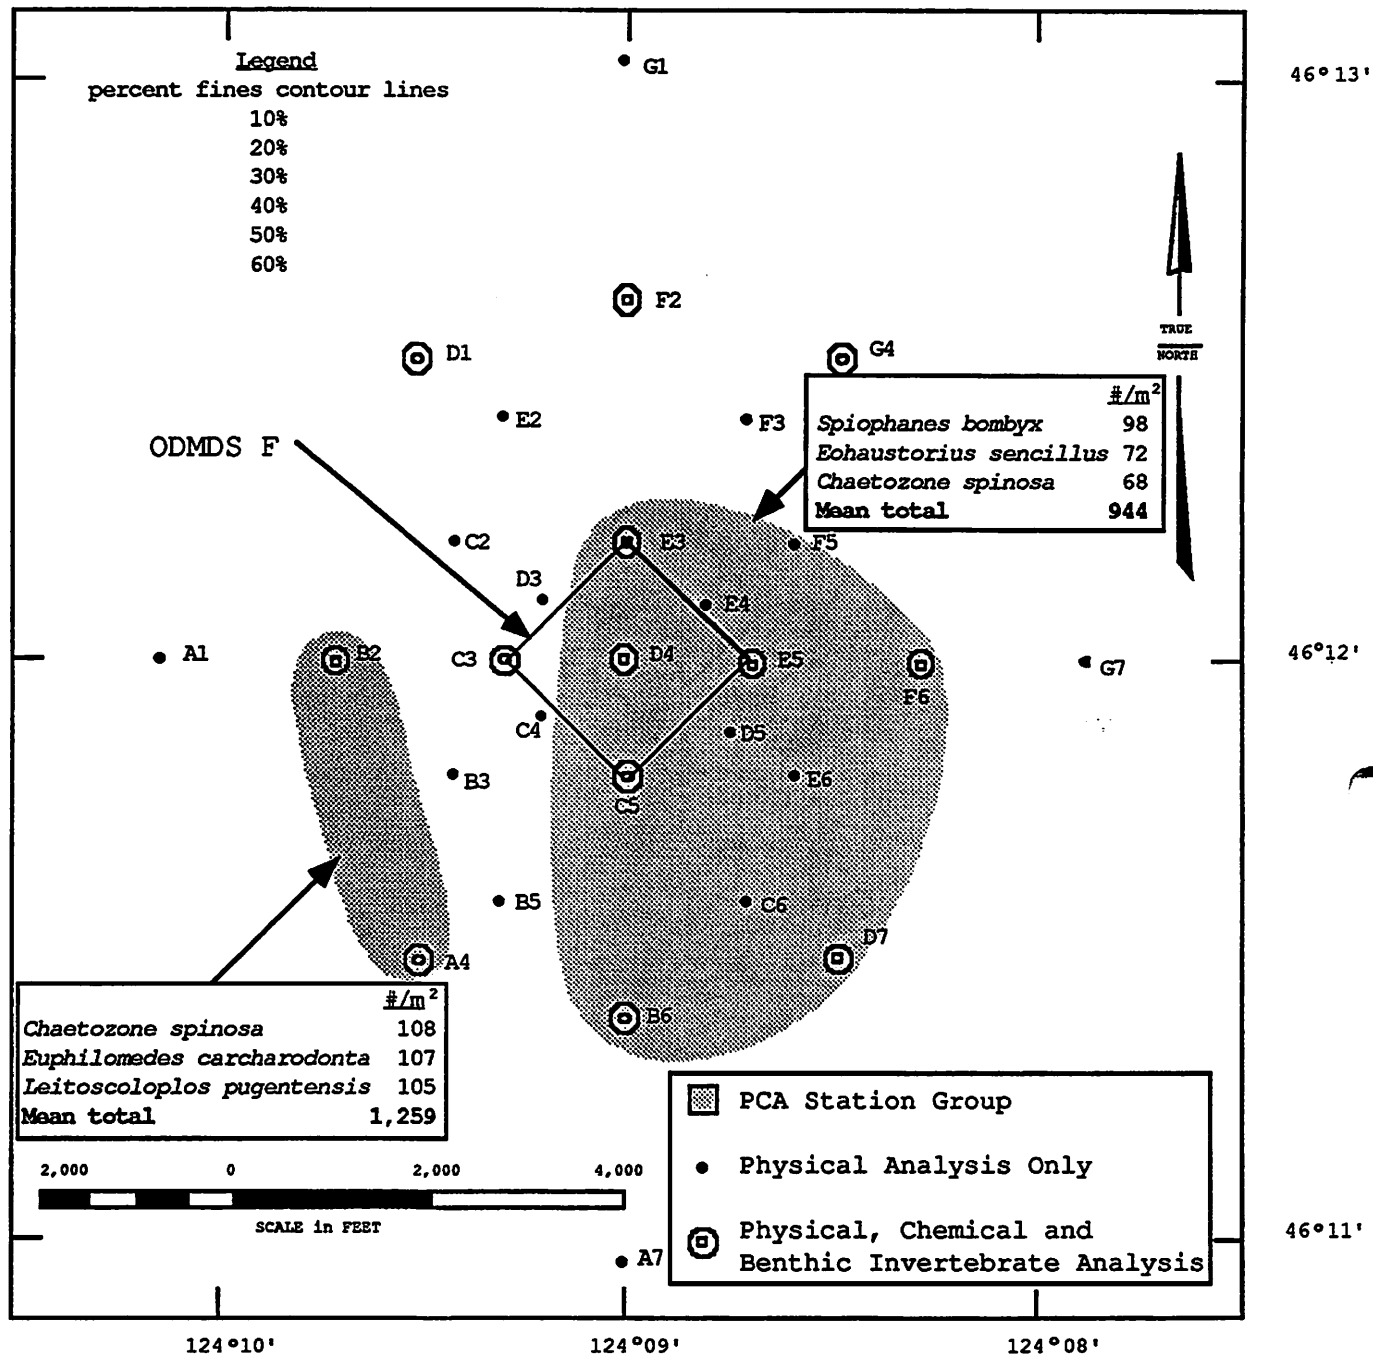 Legend
percent fines contour lines
10%
20%
30%
40%
50%
60%
G1
46°13'
F2
D1
G4
TRUE
NORTH
E2
F3
#/m²
Spiophanes bombyx 98
Eohaustorius sencillus 72
Chaetozone spinosa 68
Mean total 944
ODMDS F
C2
E3
F5
D3
E4
A1
B2
C3
D4
E5
F6
G7
46°12'
C4
D5
B3
C5
E6
B5
C6
A4
D7
B6
#/m²
Chaetozone spinosa 108
Euphilomedes carcharodonta 107
Leitoscoloplos pugentensis 105
Mean total 1,259
PCA Station Group
Physical Analysis Only
Physical, Chemical and
Benthic Invertebrate Analysis
2,000 0 2,000 4,000
SCALE in FEET
A7
46°11'
124°10' 124°09' 124°08'